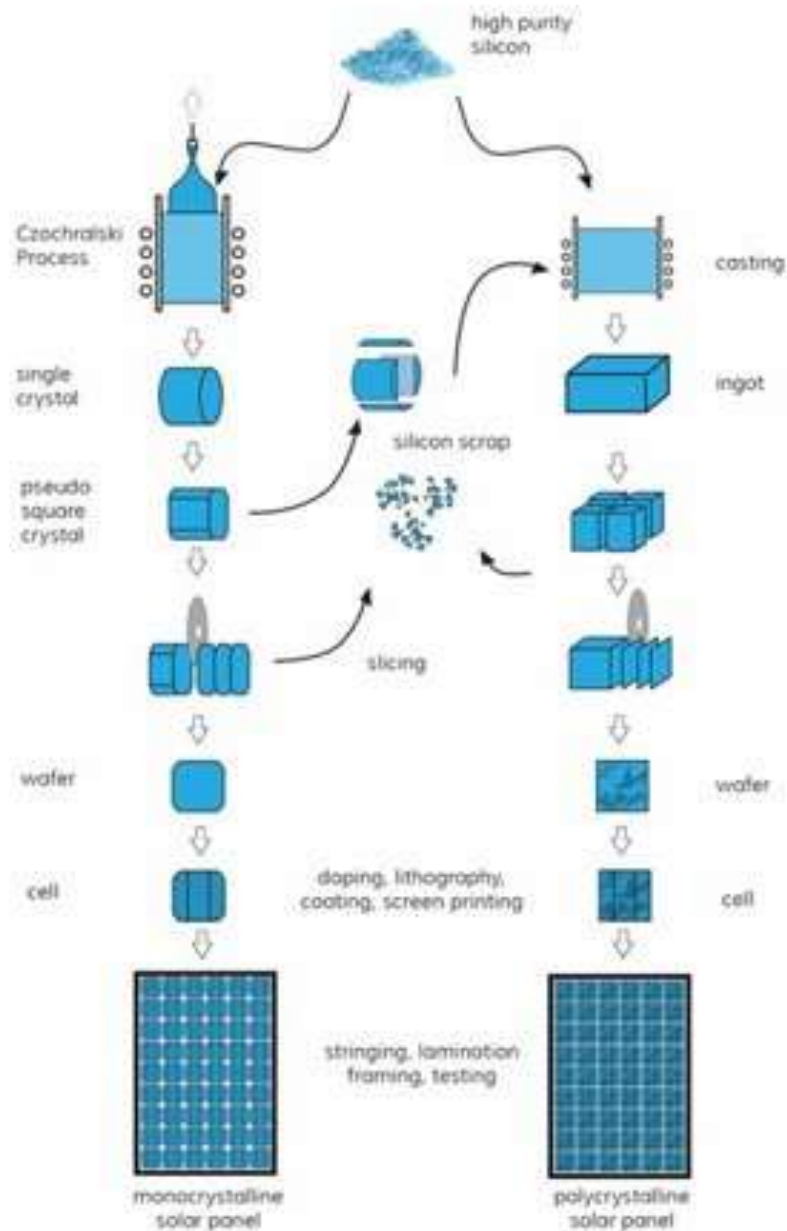 high purity
silicon
Czochralski
Process
casting
single
crystal
ingot
silicon scrap
pseudo
square
crystal
slicing
wafer
wafer
cell
doping, lithography,
coating, screen printing
cell
stringing, lamination
framing, testing
monocrystalline
solar panel
polycrystalline
solar panel